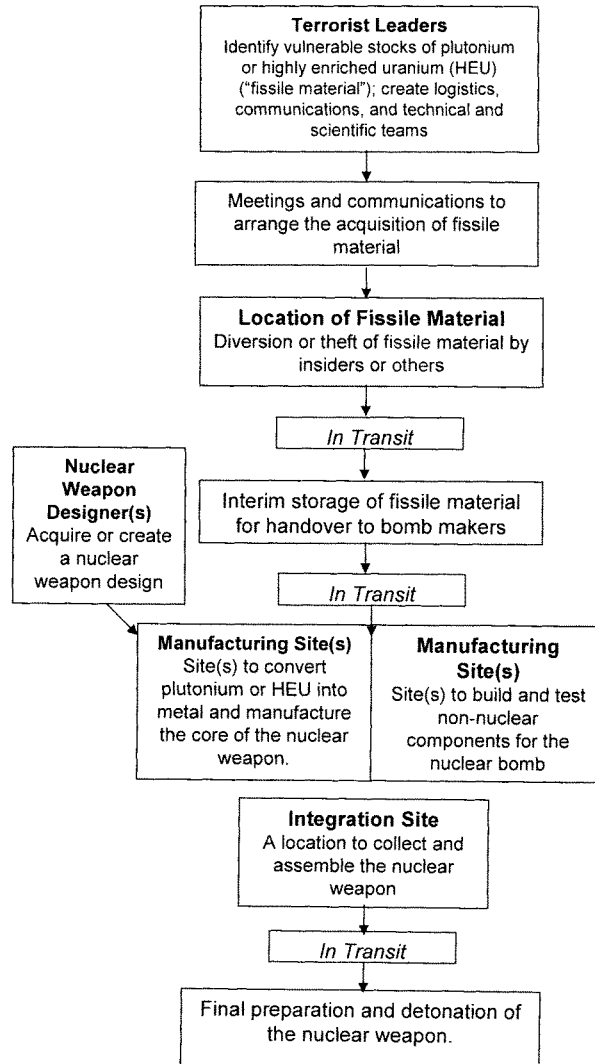 Terrorist Leaders
Identify vulnerable stocks of plutonium
or highly enriched uranium (HEU)
("fissile material"); create logistics,
communications, and technical and
scientific teams
Meetings and communications to
arrange the acquisition of fissile
material
Location of Fissile Material
Diversion or theft of fissile material by
insiders or others
In Transit
Nuclear
Weapon
Designer(s)
Acquire or create
a nuclear
weapon design
Interim storage of fissile material
for handover to bomb makers
In Transit
Manufacturing Site(s)
Site(s) to convert
plutonium or HEU into
metal and manufacture
the core of the nuclear
weapon.
Manufacturing
Site(s)
Site(s) to build and test
non-nuclear
components for the
nuclear bomb
Integration Site
A location to collect and
assemble the nuclear
weapon
In Transit
Final preparation and detonation of
the nuclear weapon.